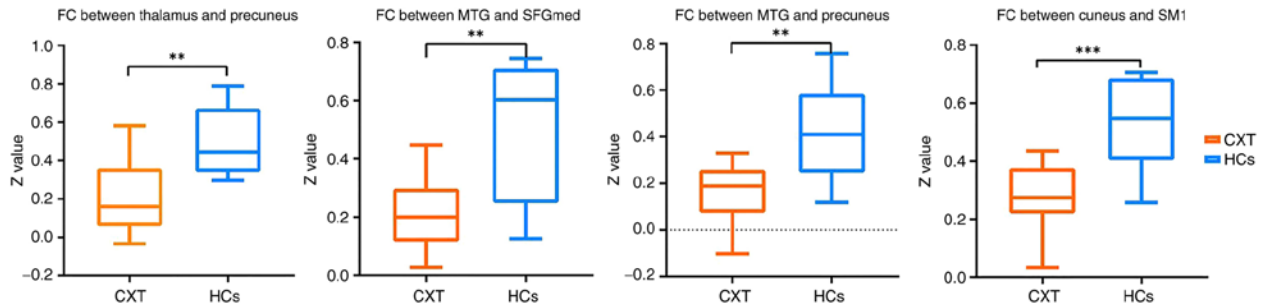 FC between thalamus and precuneus
1.0
0.8
0.6
0.4
0.2
0.0
−0.2
Z value
**
CXT HCs
FC between MTG and SFGmed
0.8
0.6
0.4
0.2
0.0
Z value
**
CXT HCs
FC between MTG and precuneus
0.8
0.6
0.4
0.2
0.0
−0.2
Z value
**
CXT HCs
FC between cuneus and SM1
0.8
0.6
0.4
0.2
0.0
Z value
***
CXT HCs
CXT
HCs